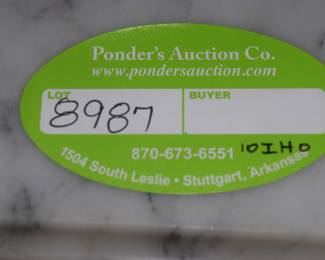 Ponder's Auction Co.
www.pondersauction.com
LOT BUYER
8987
870-673-6551 10IHO
1504 South Leslie • Stuttgart, Arkansas